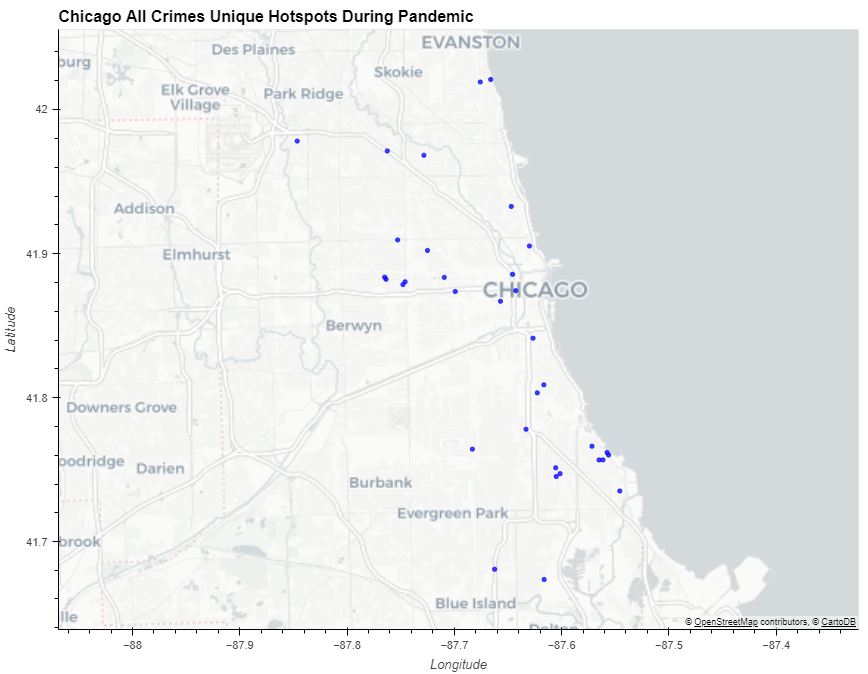 Chicago All Crimes Unique Hotspots During Pandemic
EVANSTON
Des Plaines
burg
Skokie
Elk Grove
Village
Park Ridge
42
Addison
41.9
Elmhurst
CHICAGO
Latitude
Berwyn
41.8
Downers Grove
oodridge
Darien
Burbank
Evergreen Park
41.7
brook
Blue Island
lle
Dolton
© OpenStreetMap contributors, © CartoDB
−88
−87.9
−87.8
−87.7
−87.6
−87.5
−87.4
Longitude